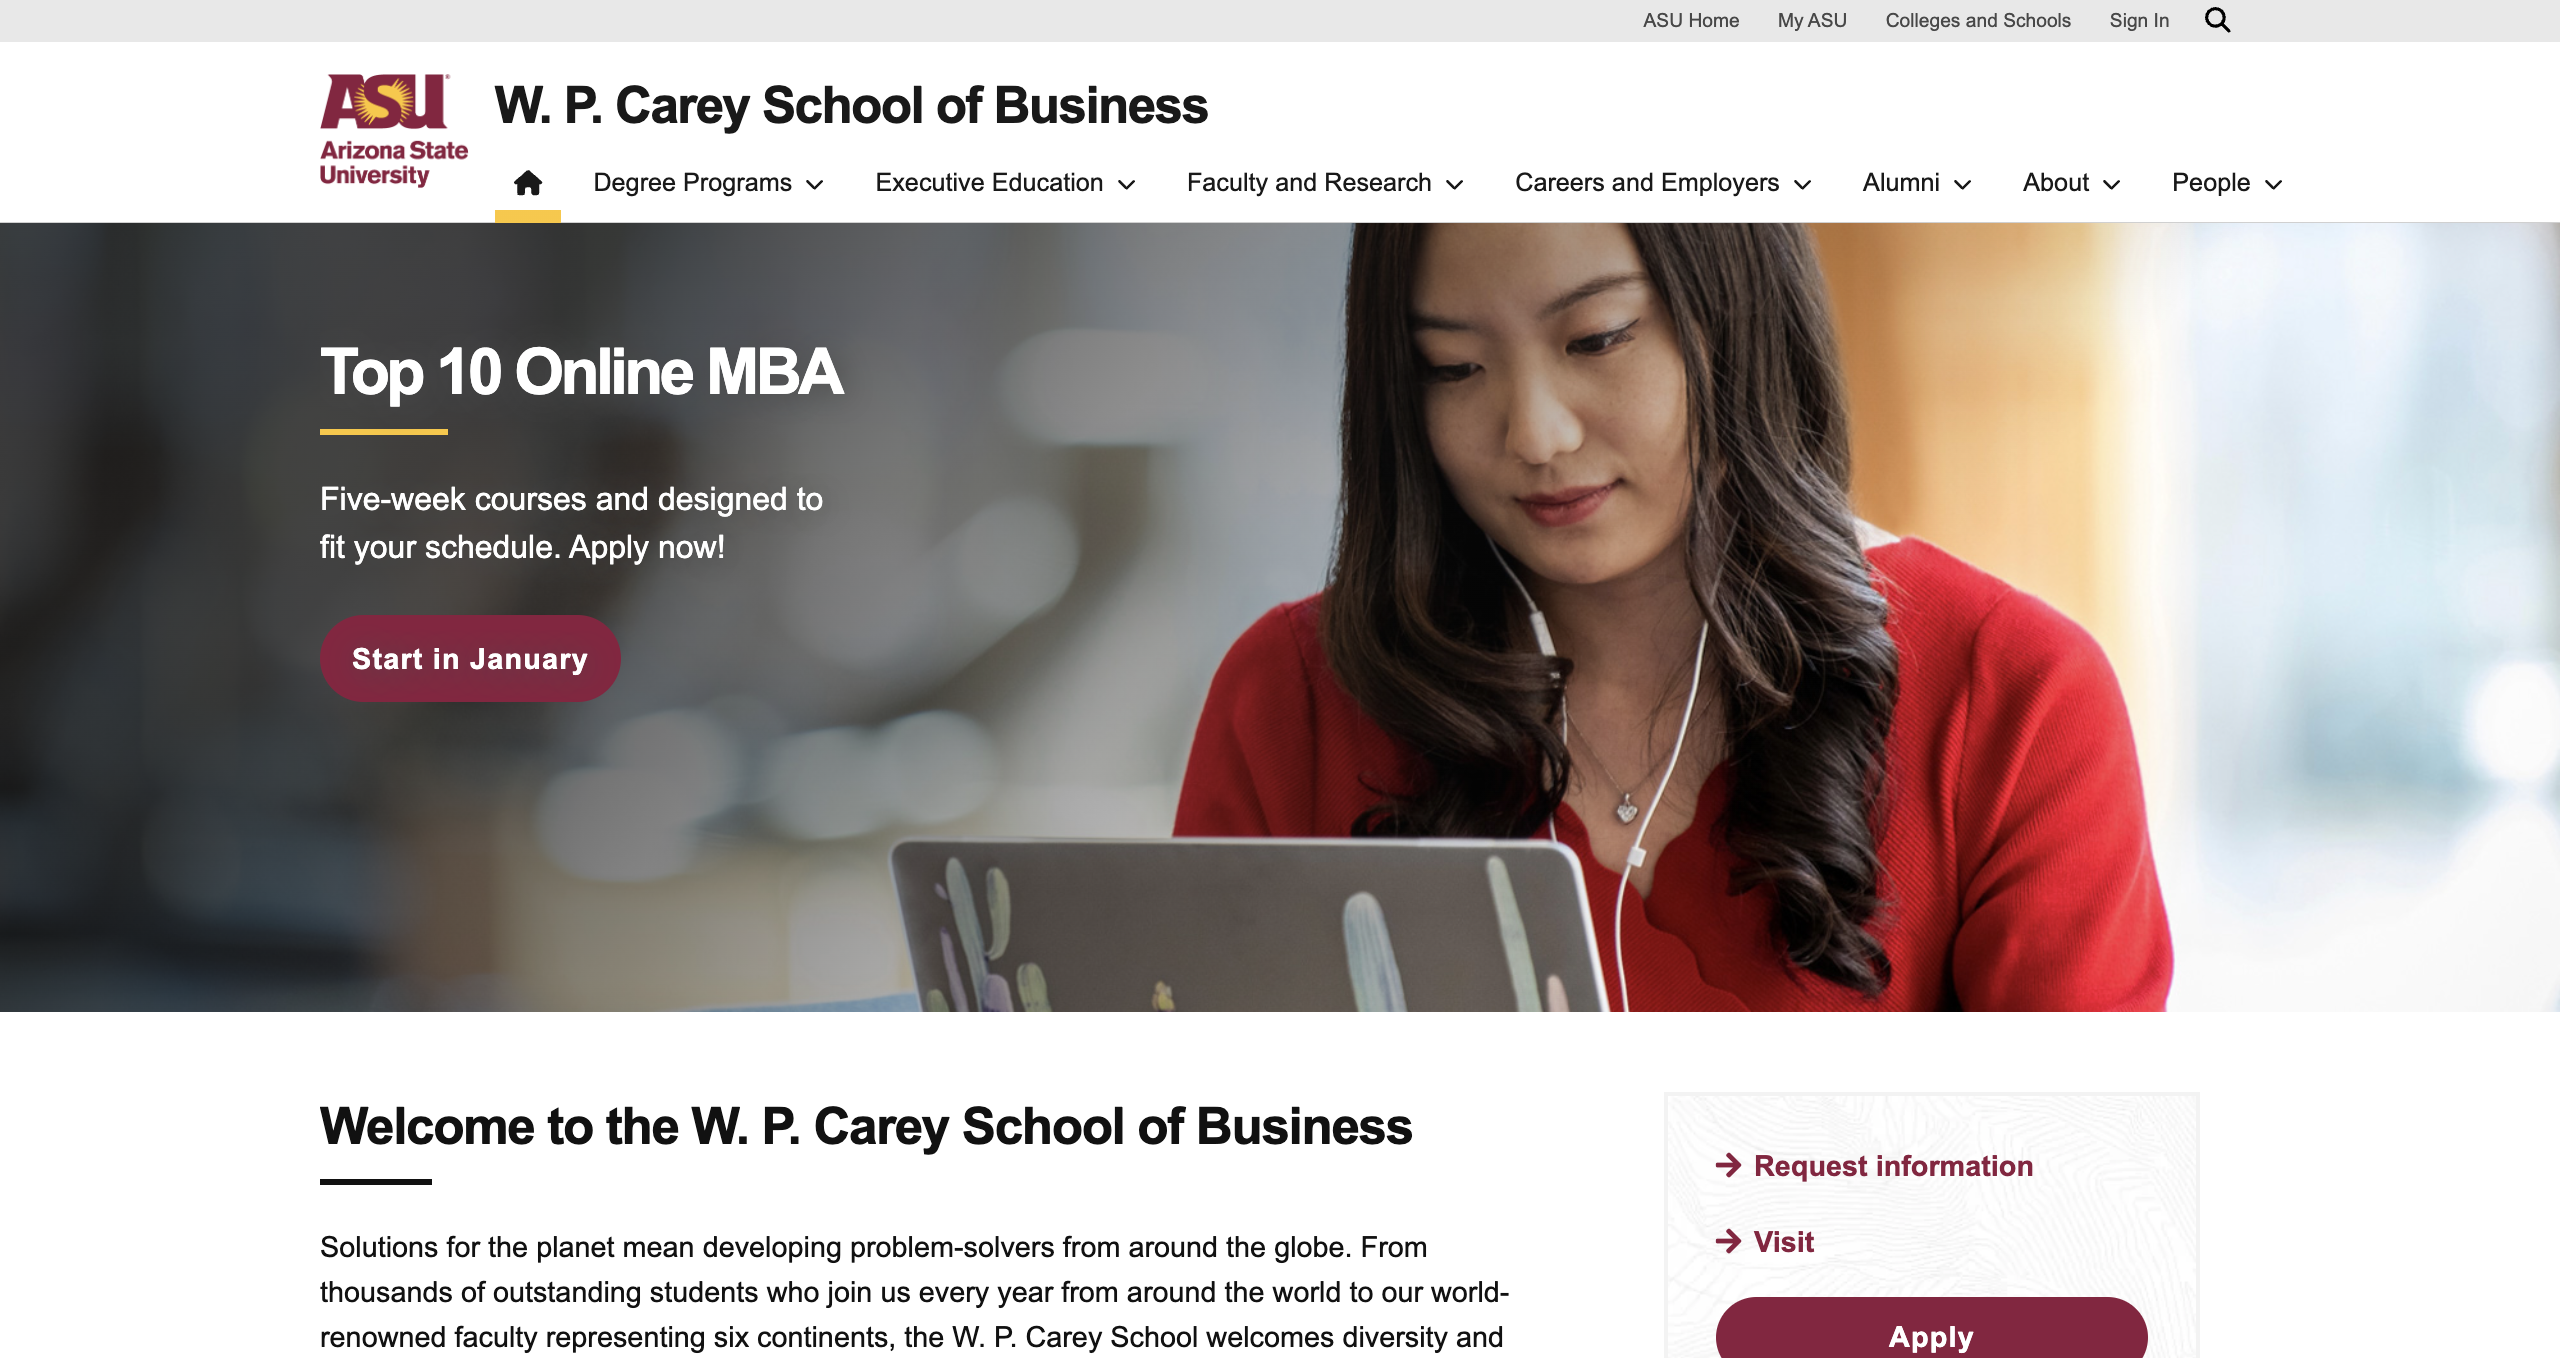 ASU Home My ASU Colleges and Schools Sign In
ASU
Arizona State
University
W. P. Carey School of Business
Degree Programs Executive Education Faculty and Research Careers and Employers Alumni About People
Top 10 Online MBA
Five-week courses and designed to
fit your schedule. Apply now!
Start in January
Welcome to the W. P. Carey School of Business
Solutions for the planet mean developing problem-solvers from around the globe. From
thousands of outstanding students who join us every year from around the world to our world-
renowned faculty representing six continents, the W. P. Carey School welcomes diversity and
Request information
Visit
Apply